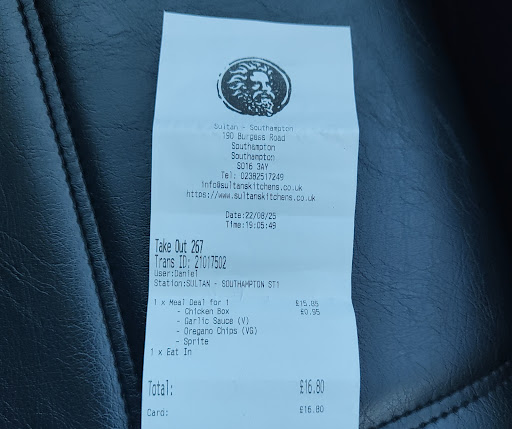 Sultan - Southampton
190 Burgess Road
Southampton
Southampton
SO16 3AY
Tel: 02382517249
info@sultanskitchens.co.uk
https://www.sultanskitchens.co.uk
Date:22/08/25
Time:19:05:49
Take Out 267
Trans ID: 21017502
User:Daniel
Station:SULTAN - SOUTHAMPTON ST1
1 x Meal Deal for 1 £15.85
- Chicken Box £0.95
- Garlic Sauce (V)
- Oregano Chips (VG)
- Sprite
1 x Eat In
Total: £16.80
Card: £16.80